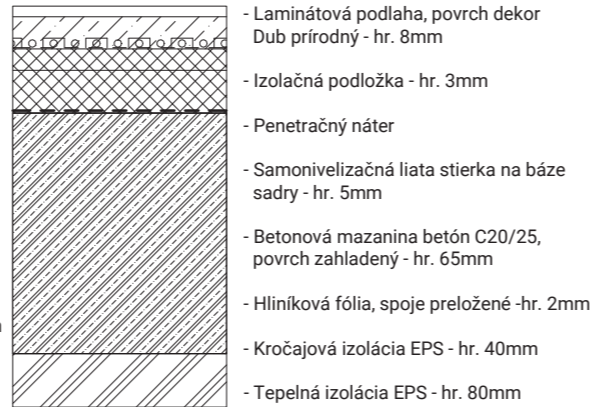 - Laminátová podlaha, povrch dekor
Dub prírodný - hr. 8mm
- Izolačná podložka - hr. 3mm
- Penetračný náter
- Samonivelizačná liata stierka na báze
sadry - hr. 5mm
- Betonová mazanina betón C20/25,
povrch zahladený - hr. 65mm
- Hliníková fólia, spoje preložené -hr. 2mm
- Kročajová izolácia EPS - hr. 40mm
- Tepelná izolácia EPS - hr. 80mm